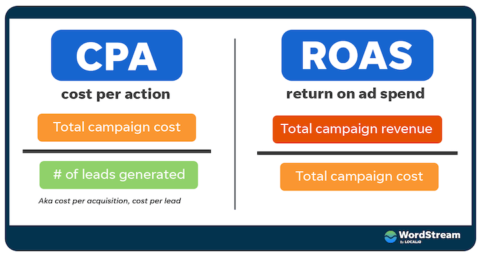 CPA
cost per action
Total campaign cost
# of leads generated
Aka cost per acquisition, cost per lead
ROAS
return on ad spend
Total campaign revenue
Total campaign cost
WordStream
by LOCALiQ